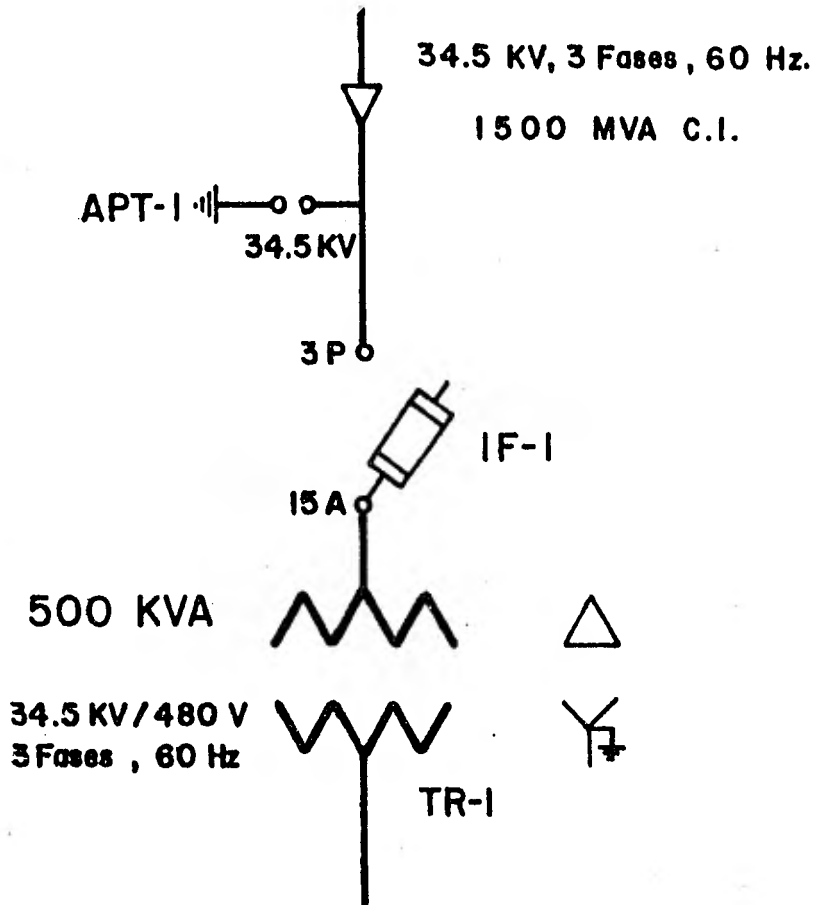 34.5 KV, 3 Fases, 60 Hz.
1500 MVA C.I.
APT-1
34.5 KV
3P
IF-1
15A
500 KVA
34.5 KV/480 V
3 Fases, 60 Hz
TR-1